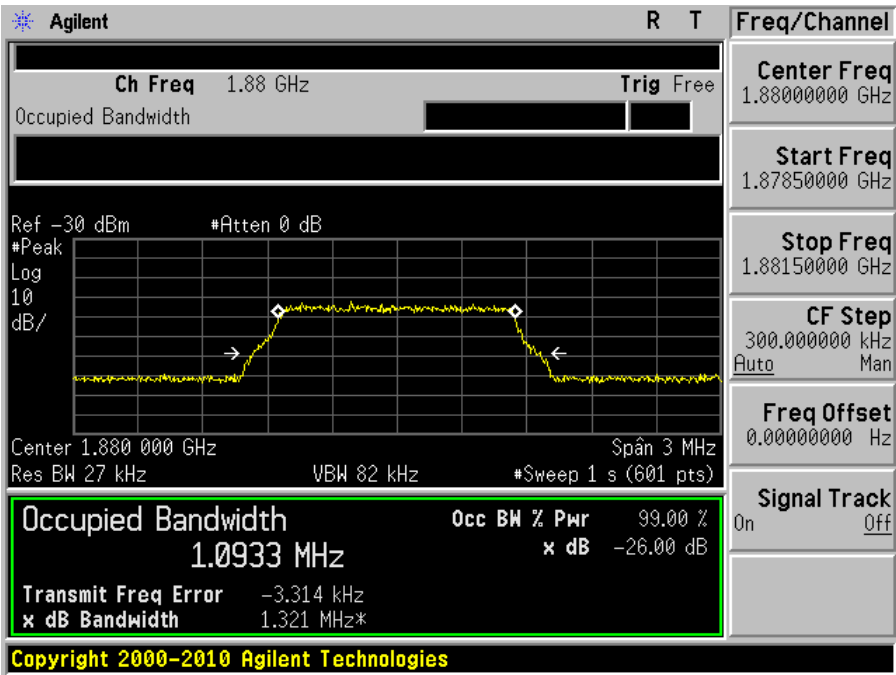 Agilent R T Freq/Channel
Ch Freq 1.88 GHz Trig Free
Occupied Bandwidth
Center Freq
1.88000000 GHz
Start Freq
1.87850000 GHz
Stop Freq
1.88150000 GHz
CF Step
300.000000 kHz
Auto Man
Freq Offset
0.00000000 Hz
Signal Track
On Off
Ref -30 dBm #Atten 0 dB
#Peak
Log
10
dB/
Center 1.880 000 GHz Spân 3 MHz
Res BW 27 kHz VBW 82 kHz #Sweep 1 s (601 pts)
Occupied Bandwidth Occ BW % Pwr 99.00 %
1.0933 MHz x dB -26.00 dB
Transmit Freq Error -3.314 kHz
x dB Bandwidth 1.321 MHz*
Copyright 2000-2010 Agilent Technologies